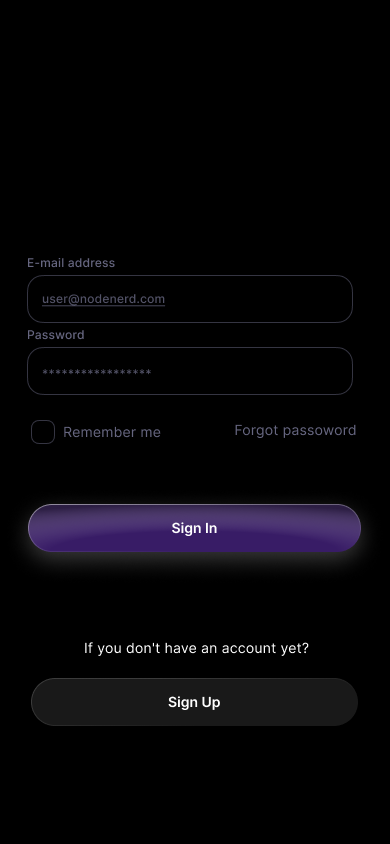 E-mail address
user@nodenerd.com
Password
*****************
Remember me
Forgot passoword
Sign In
If you don't have an account yet?
Sign Up